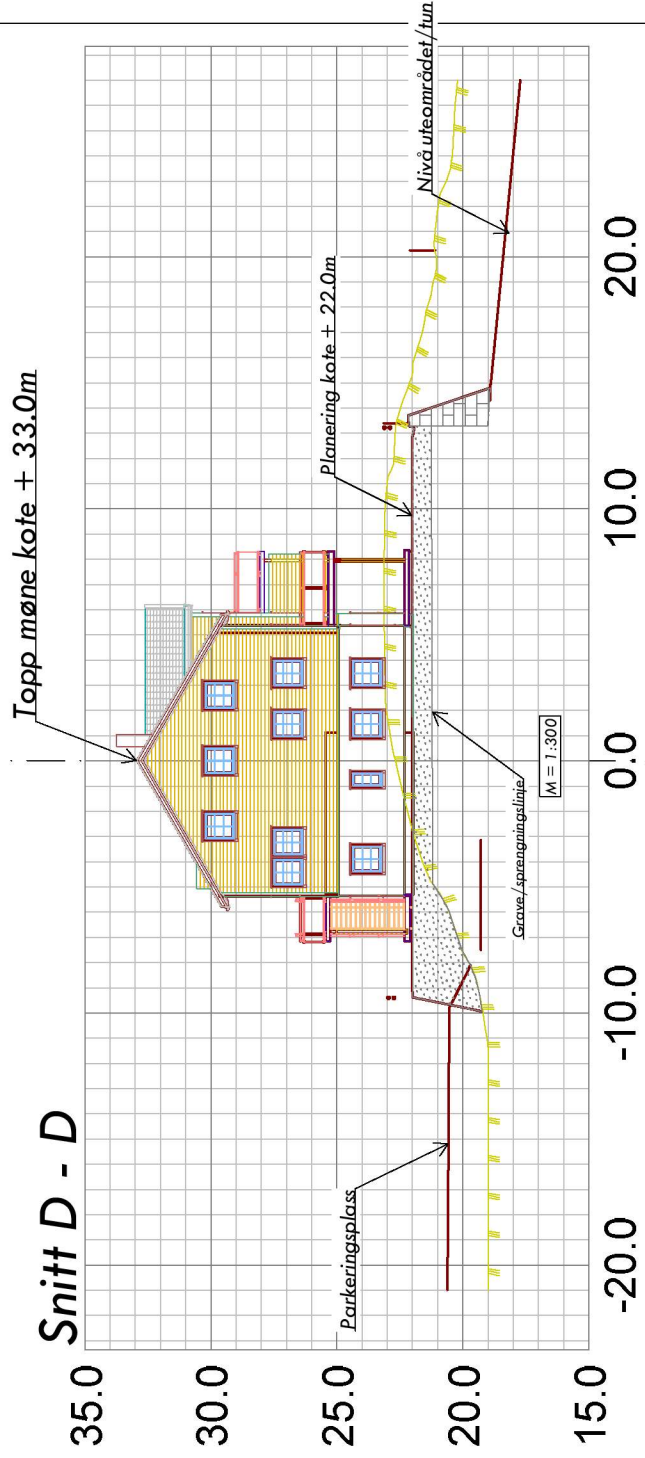 Snitt D - D
Topp møne kote + 33.0m
Planering kote + 22.0m
Nivå uteområdet/tun
Parkeringsplass
Grave/sprengningslinje
M = 1:300
35.0
30.0
25.0
20.0
15.0
-20.0
-10.0
0.0
10.0
20.0